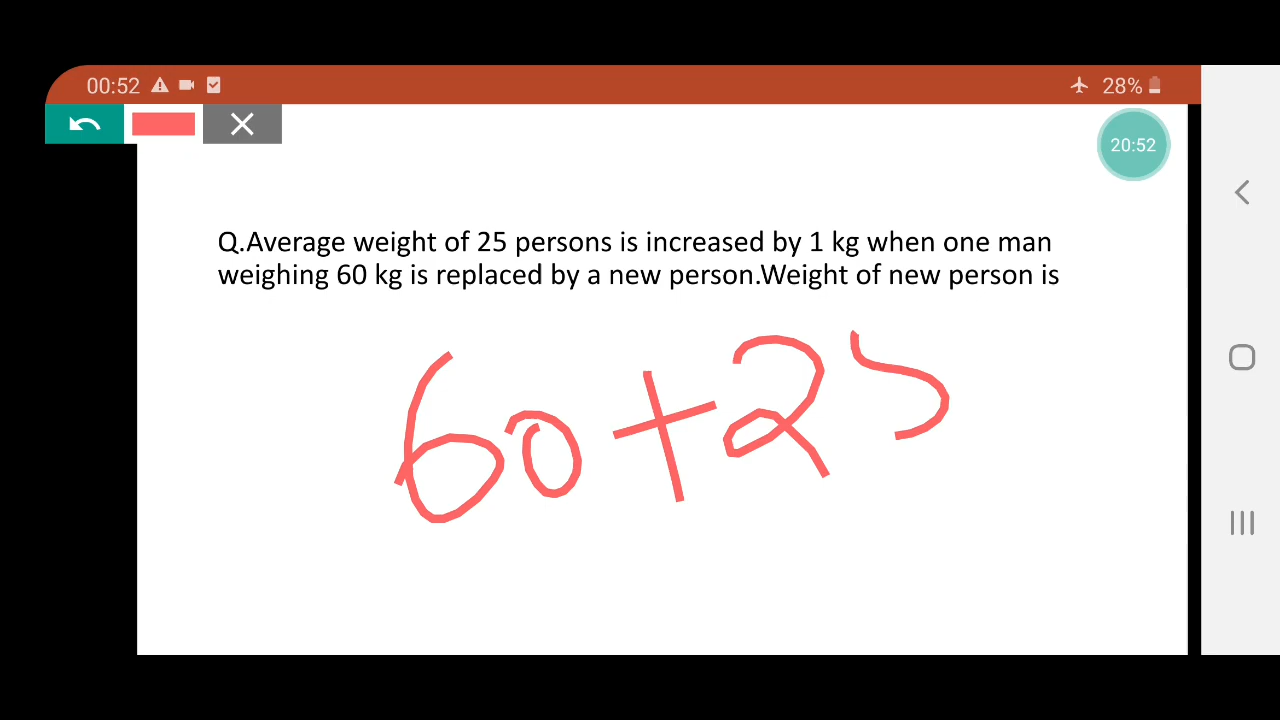 00:52 28%
20:52
Q.Average weight of 25 persons is increased by 1 kg when one man
weighing 60 kg is replaced by a new person.Weight of new person is
60+25